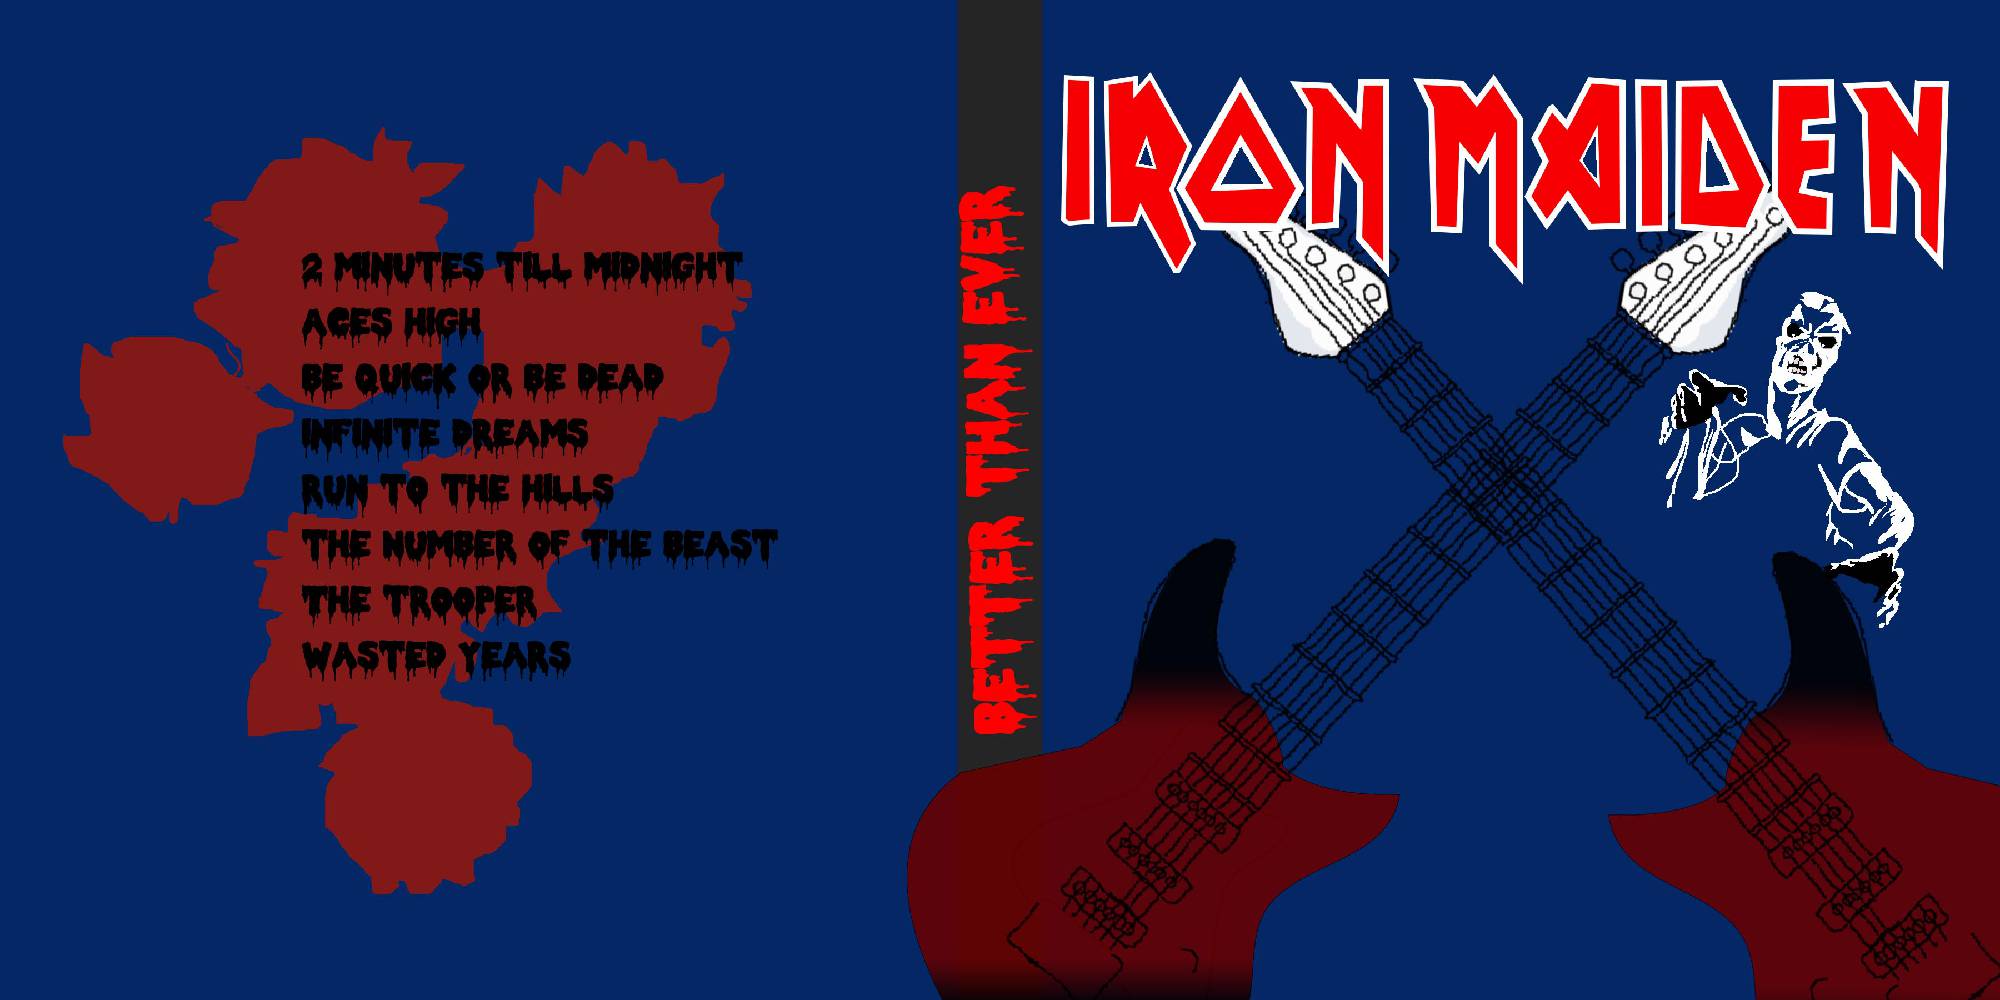 2 MINUTES TILL MIDNIGHT
ACES HIGH
BE QUICK OR BE DEAD
INFINITE DREAMS
RUN TO THE HILLS
THE NUMBER OF THE BEAST
THE TROOPER
WASTED YEARS
BETTER THAN EVER
IRON MAIDEN